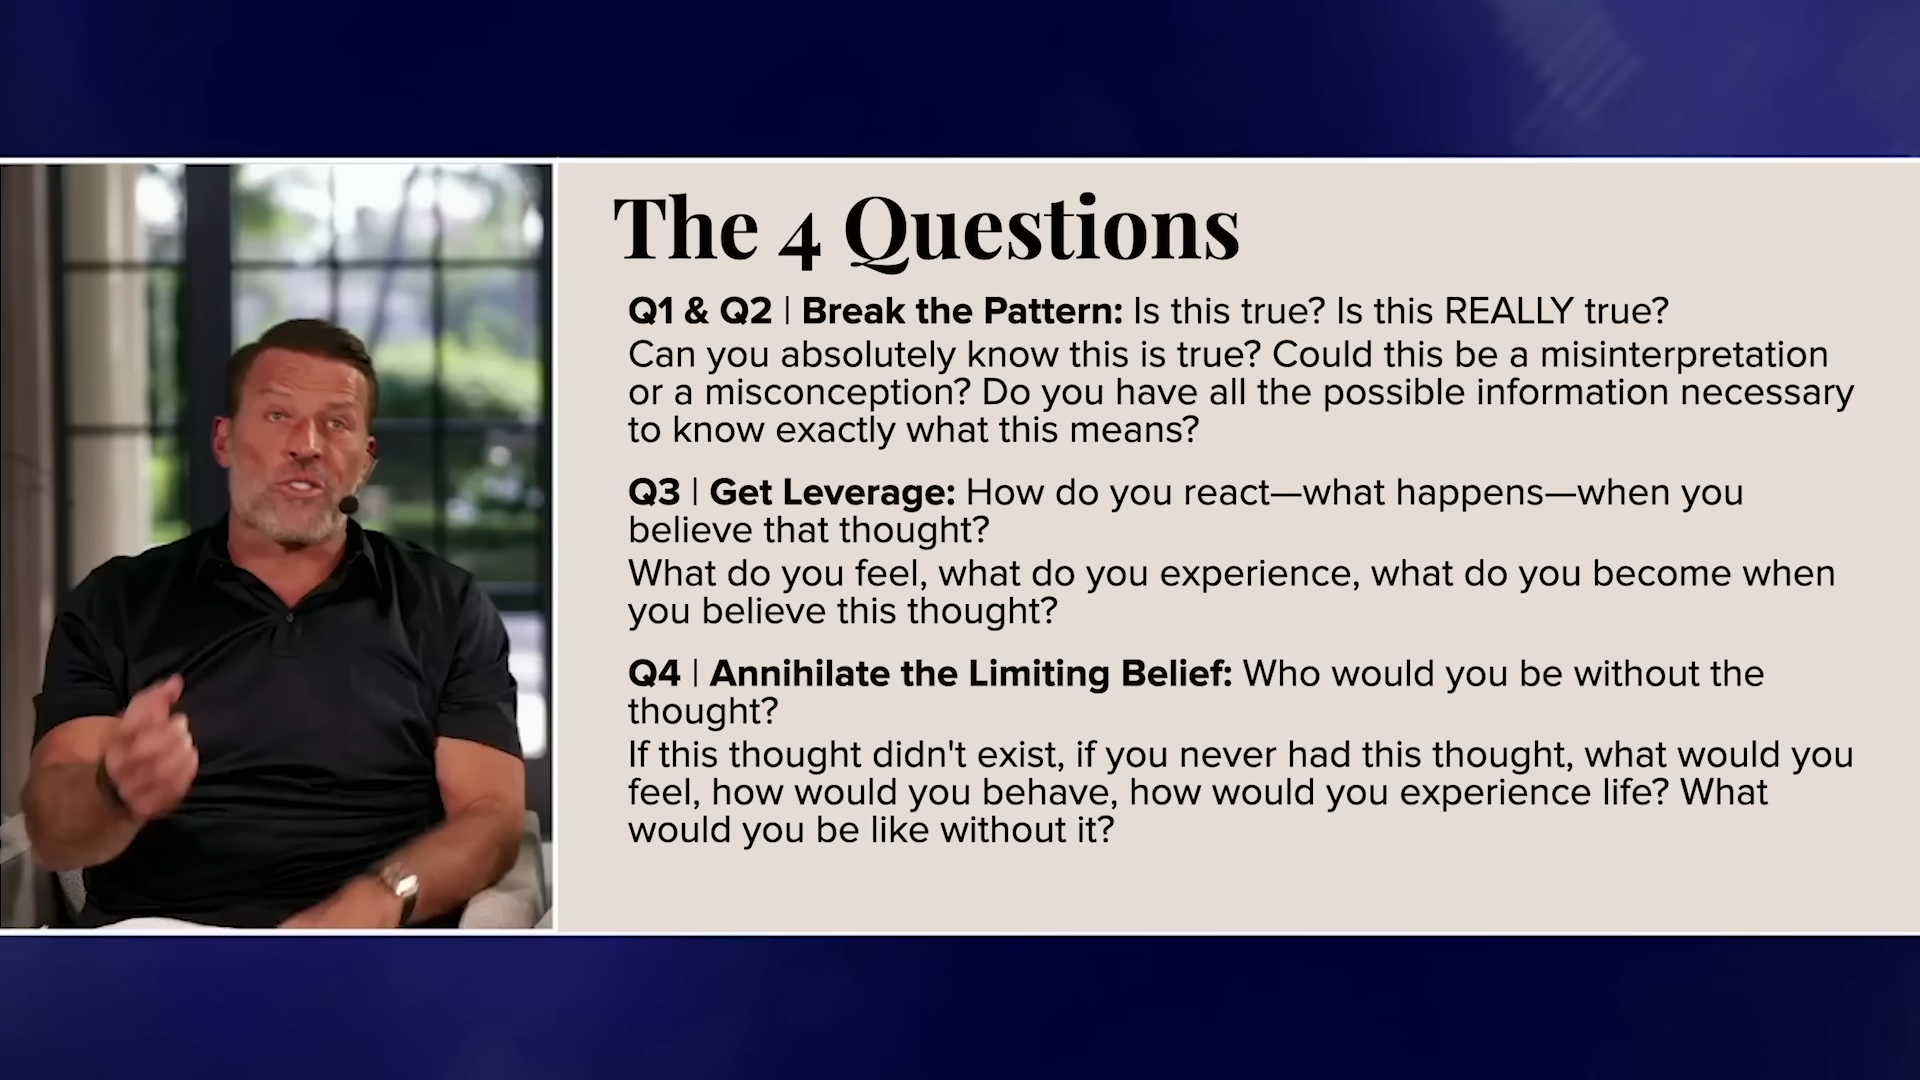 The 4 Questions
Q1 & Q2 | Break the Pattern: Is this true? Is this REALLY true?
Can you absolutely know this is true? Could this be a misinterpretation
or a misconception? Do you have all the possible information necessary
to know exactly what this means?
Q3 | Get Leverage: How do you react—what happens—when you
believe that thought?
What do you feel, what do you experience, what do you become when
you believe this thought?
Q4 | Annihilate the Limiting Belief: Who would you be without the
thought?
If this thought didn't exist, if you never had this thought, what would you
feel, how would you behave, how would you experience life? What
would you be like without it?